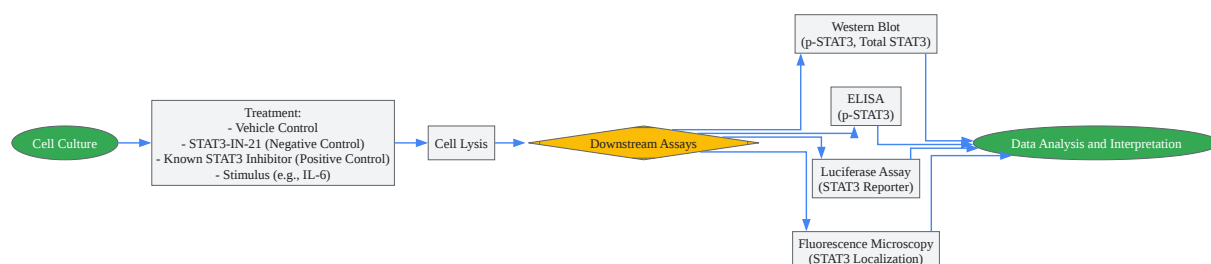 Cell Culture
Treatment:
- Vehicle Control
- STAT3-IN-21 (Negative Control)
- Known STAT3 Inhibitor (Positive Control)
- Stimulus (e.g., IL-6)
Cell Lysis
Downstream Assays
Western Blot
(p-STAT3, Total STAT3)
ELISA
(p-STAT3)
Luciferase Assay
(STAT3 Reporter)
Fluorescence Microscopy
(STAT3 Localization)
Data Analysis and Interpretation